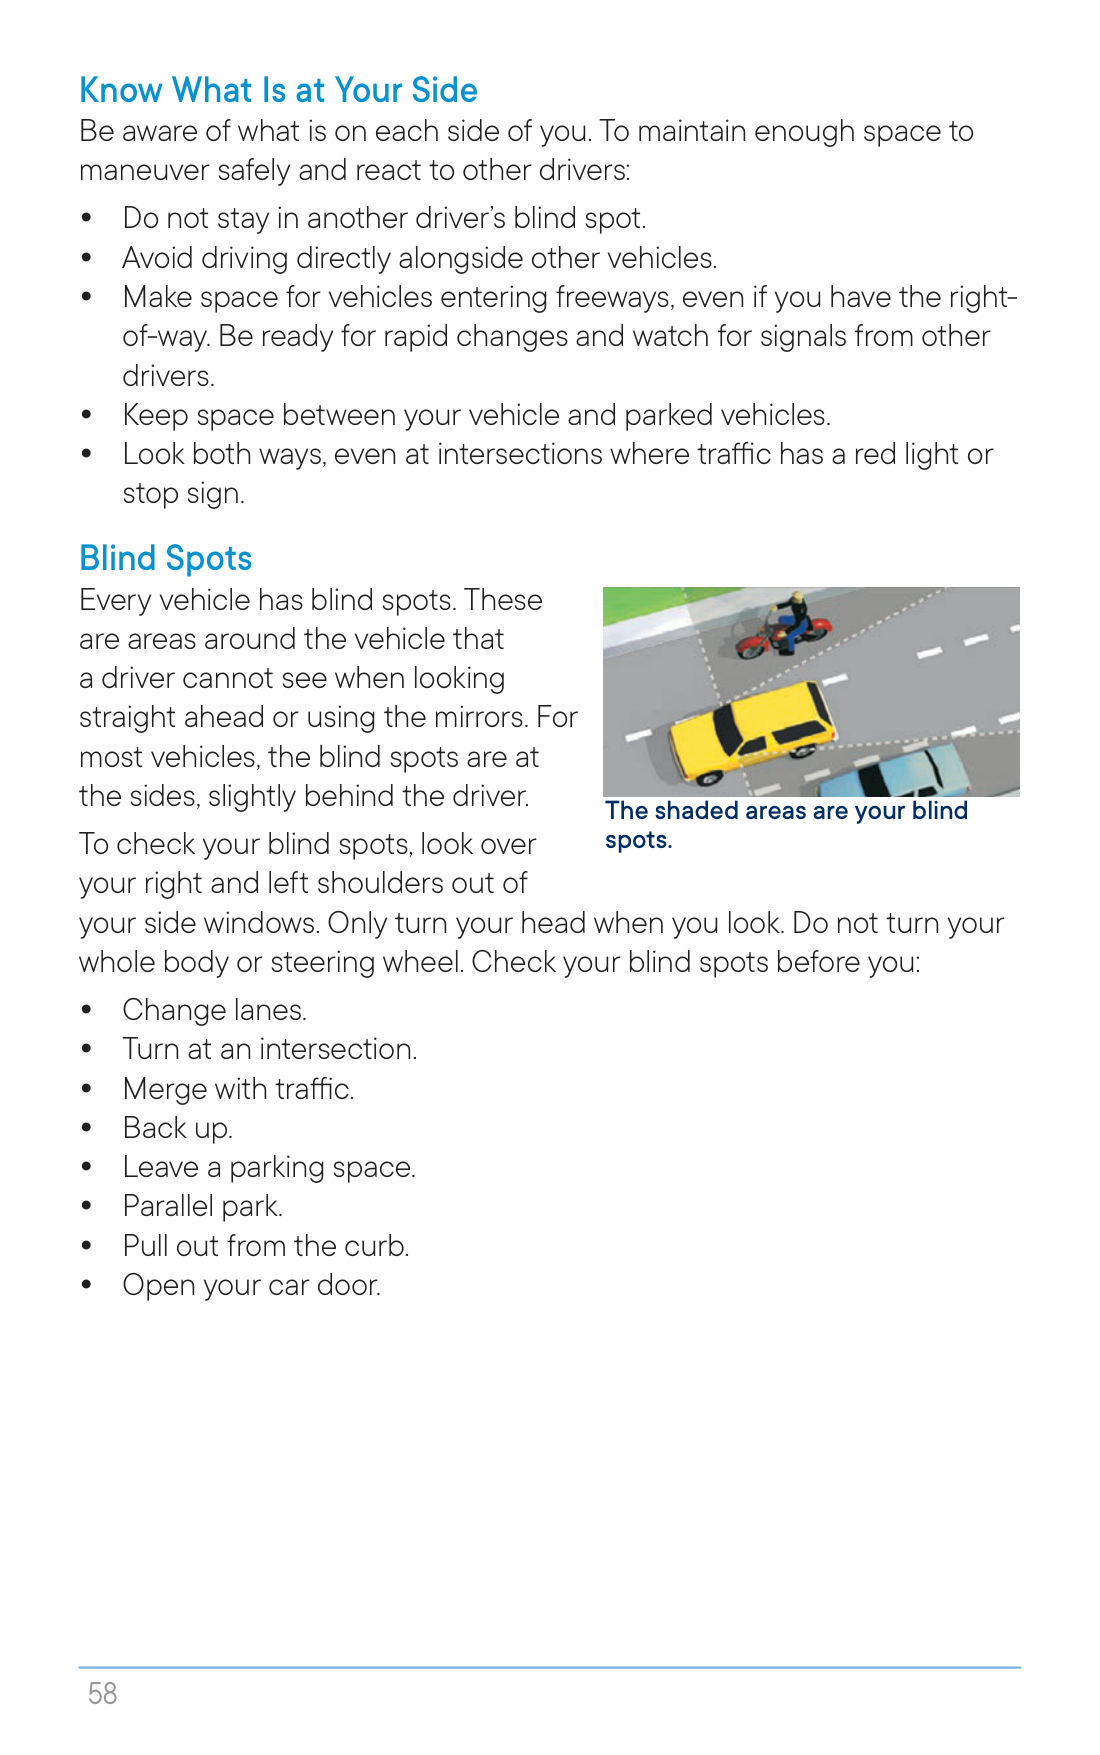 Know What Is at Your Side
Be aware of what is on each side of you. To maintain enough space to
maneuver safely and react to other drivers:
• Do not stay in another driver’s blind spot.
• Avoid driving directly alongside other vehicles.
• Make space for vehicles entering freeways, even if you have the right-
of-way. Be ready for rapid changes and watch for signals from other
drivers.
• Keep space between your vehicle and parked vehicles.
• Look both ways, even at intersections where traffic has a red light or
stop sign.
Blind Spots
Every vehicle has blind spots. These
are areas around the vehicle that
a driver cannot see when looking
straight ahead or using the mirrors. For
most vehicles, the blind spots are at
the sides, slightly behind the driver.
The shaded areas are your blind
spots.
To check your blind spots, look over
your right and left shoulders out of
your side windows. Only turn your head when you look. Do not turn your
whole body or steering wheel. Check your blind spots before you:
• Change lanes.
• Turn at an intersection.
• Merge with traffic.
• Back up.
• Leave a parking space.
• Parallel park.
• Pull out from the curb.
• Open your car door.
58